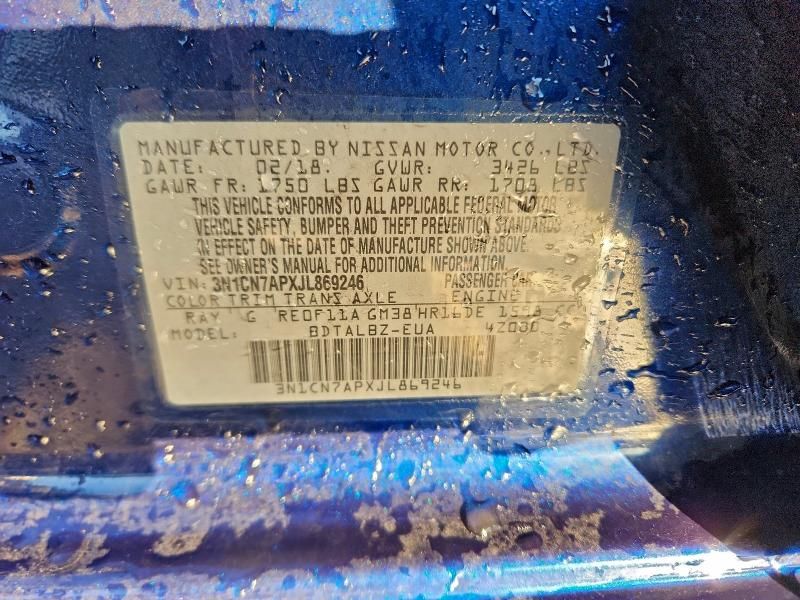 MANUFACTURED BY NISSAN MOTOR CO.,LTD.
DATE: 02/18. GVWR: 3426 LBS
GAWR FR: 1750 LBS GAWR RR: 1708 LBS
THIS VEHICLE CONFORMS TO ALL APPLICABLE FEDERAL MOTOR
VEHICLE SAFETY, BUMPER AND THEFT PREVENTION STANDARDS
IN EFFECT ON THE DATE OF MANUFACTURE SHOWN ABOVE.
SEE OWNER'S MANUAL FOR ADDITIONAL INFORMATION.
VIN: 3N1CN7APXJL869246 PASSENGER CAR
COLOR TRIM TRANS AXLE ENGINE
RAY G RE0F11A GM38 HR16DE 1598 CC
MODEL: BDTALBZ-EUA 4Z030
3N1CN7APXJL869246